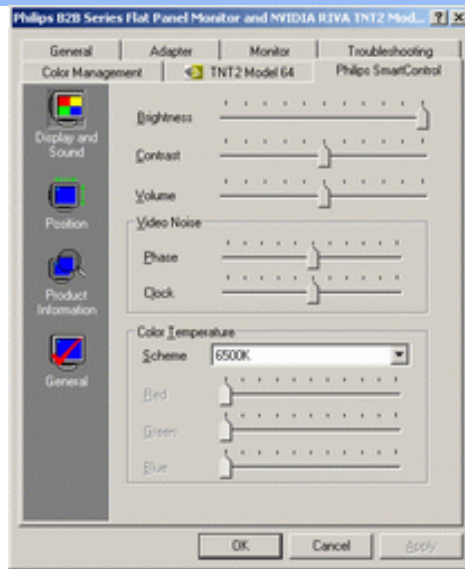 Philips B2B Series Flat Panel Monitor and NVIDIA RIVA TNT2 Mod...
General Adapter Monitor Troubleshooting
Color Management TNT2 Model 64 Philips SmartControl
Display and
Sound
Position
Product
Information
General
Brightness
Contrast
Volume
Video Noise
Phase
Clock
Color Temperature
Scheme 6500K
Red
Green
Blue
OK Cancel Apply